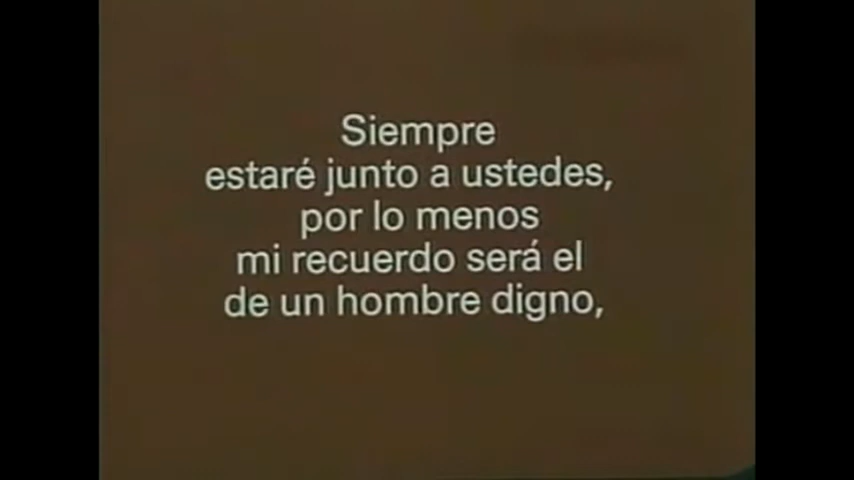 Siempre
estaré junto a ustedes,
por lo menos
mi recuerdo será el
de un hombre digno,